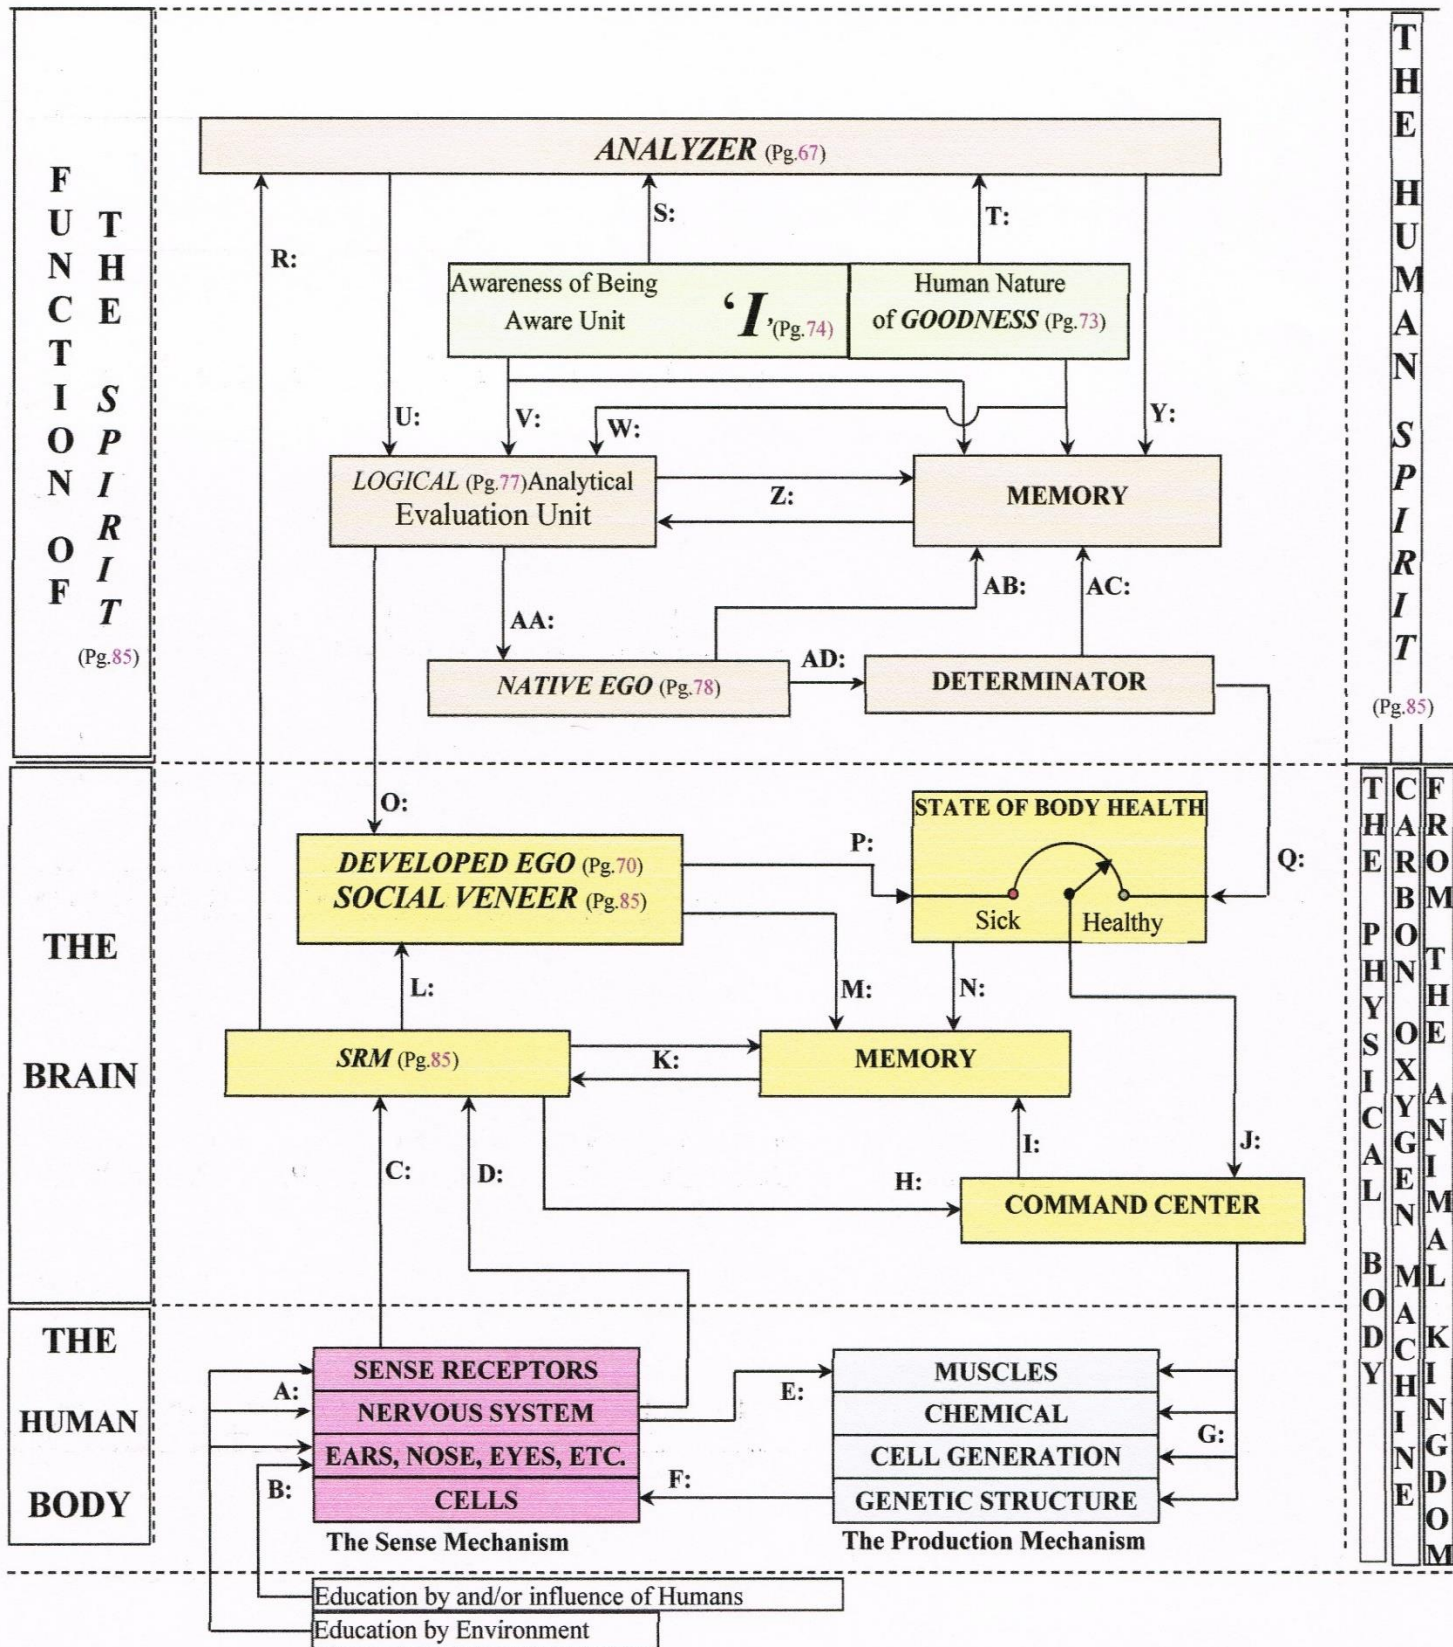 FUNCTION OF
THE SPIRIT
(Pg.85)
THE HUMAN SPIRIT
(Pg.85)
ANALYZER (Pg.67)
R:
S:
T:
Awareness of Being
Aware Unit
‘I’(Pg.74)
Human Nature
of GOODNESS (Pg.73)
U:
V:
W:
Y:
LOGICAL (Pg.77)Analytical
Evaluation Unit
Z:
MEMORY
AA:
AB:
AC:
NATIVE EGO (Pg.78)
AD:
DETERMINATOR
THE
BRAIN
THE PHYSICAL BODY
CARBON OXYGEN MACHINE
FROM THE ANIMAL KINGDOM
O:
DEVELOPED EGO (Pg.70)
SOCIAL VENEER (Pg.85)
P:
STATE OF BODY HEALTH
Sick
Healthy
Q:
L:
M:
N:
SRM (Pg.85)
K:
MEMORY
C:
D:
I:
J:
H:
COMMAND CENTER
THE
HUMAN
BODY
A:
B:
SENSE RECEPTORS
NERVOUS SYSTEM
EARS, NOSE, EYES, ETC.
CELLS
The Sense Mechanism
E:
F:
MUSCLES
CHEMICAL
CELL GENERATION
GENETIC STRUCTURE
The Production Mechanism
G:
Education by and/or influence of Humans
Education by Environment